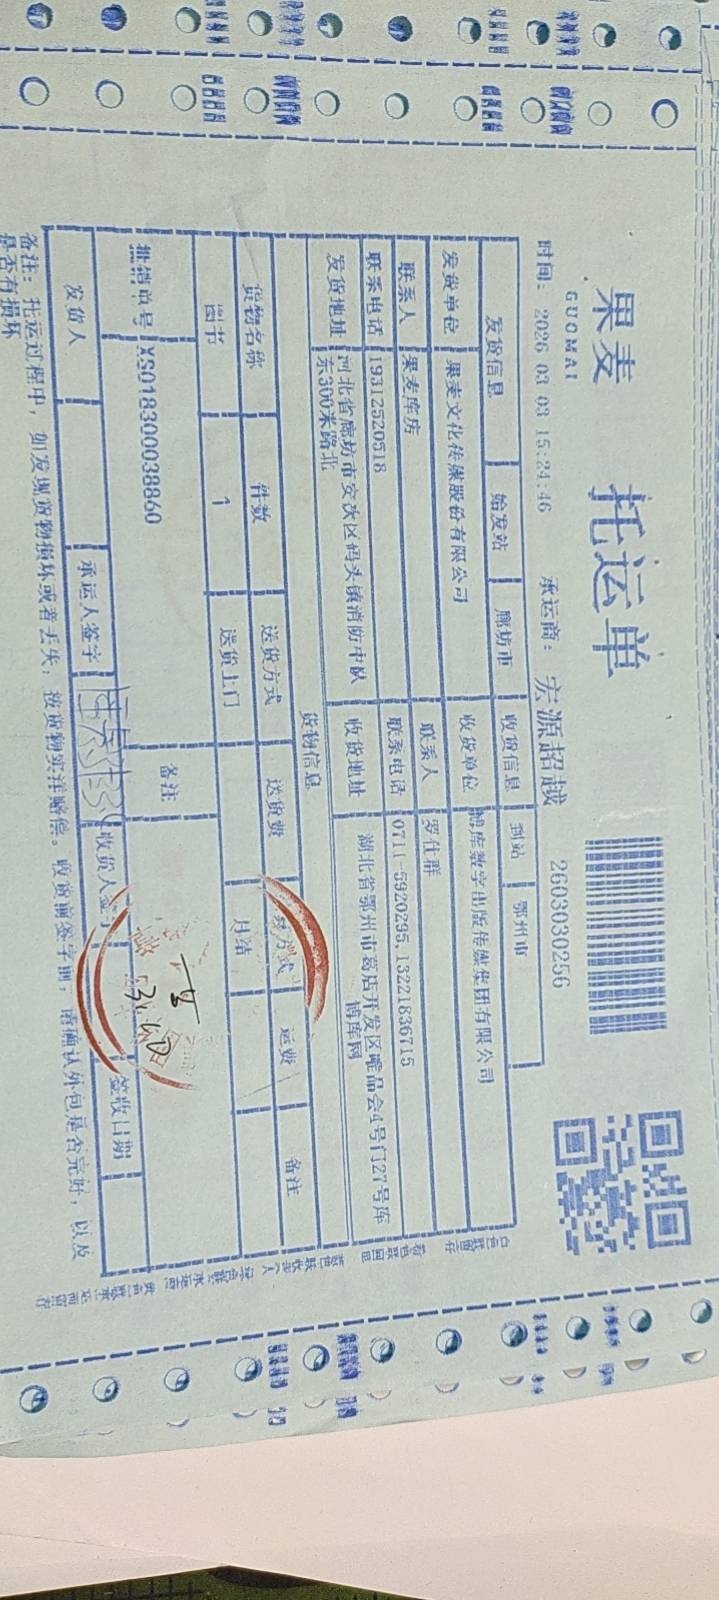 果麦
GUOMAI
托运单
时间: 2026-03-03 15:24:46 承运商: 宏源超越 2603030256
发货信息 始发站 廊坊市 收货信息 到站 鄂州市
发货单位 果麦文化传媒股份有限公司 收货单位 博库数字出版传媒集团有限公司
联系人 果麦库房 联系人 罗仕群
联系电话 19312520518 联系电话 0711-5920295,13221836715
发货地址 河北省廊坊市安次区码头镇消防中队东300米路北 收货地址 湖北省鄂州市葛店开发区唯品会4号门27号库博库网
货物信息
货物名称 件数 送货方式 送货费 方式 运费 备注
图书 1 送货上门 月结
批销单号 XS018300038860 备注
发货人 承运人签字 收货人签字 签收日期
备注: 托运过程中, 如发现货物损坏或者丢失, 按货物实洋赔偿。收货前签字前, 请确认外包是否完好, 以及
是否有损坏